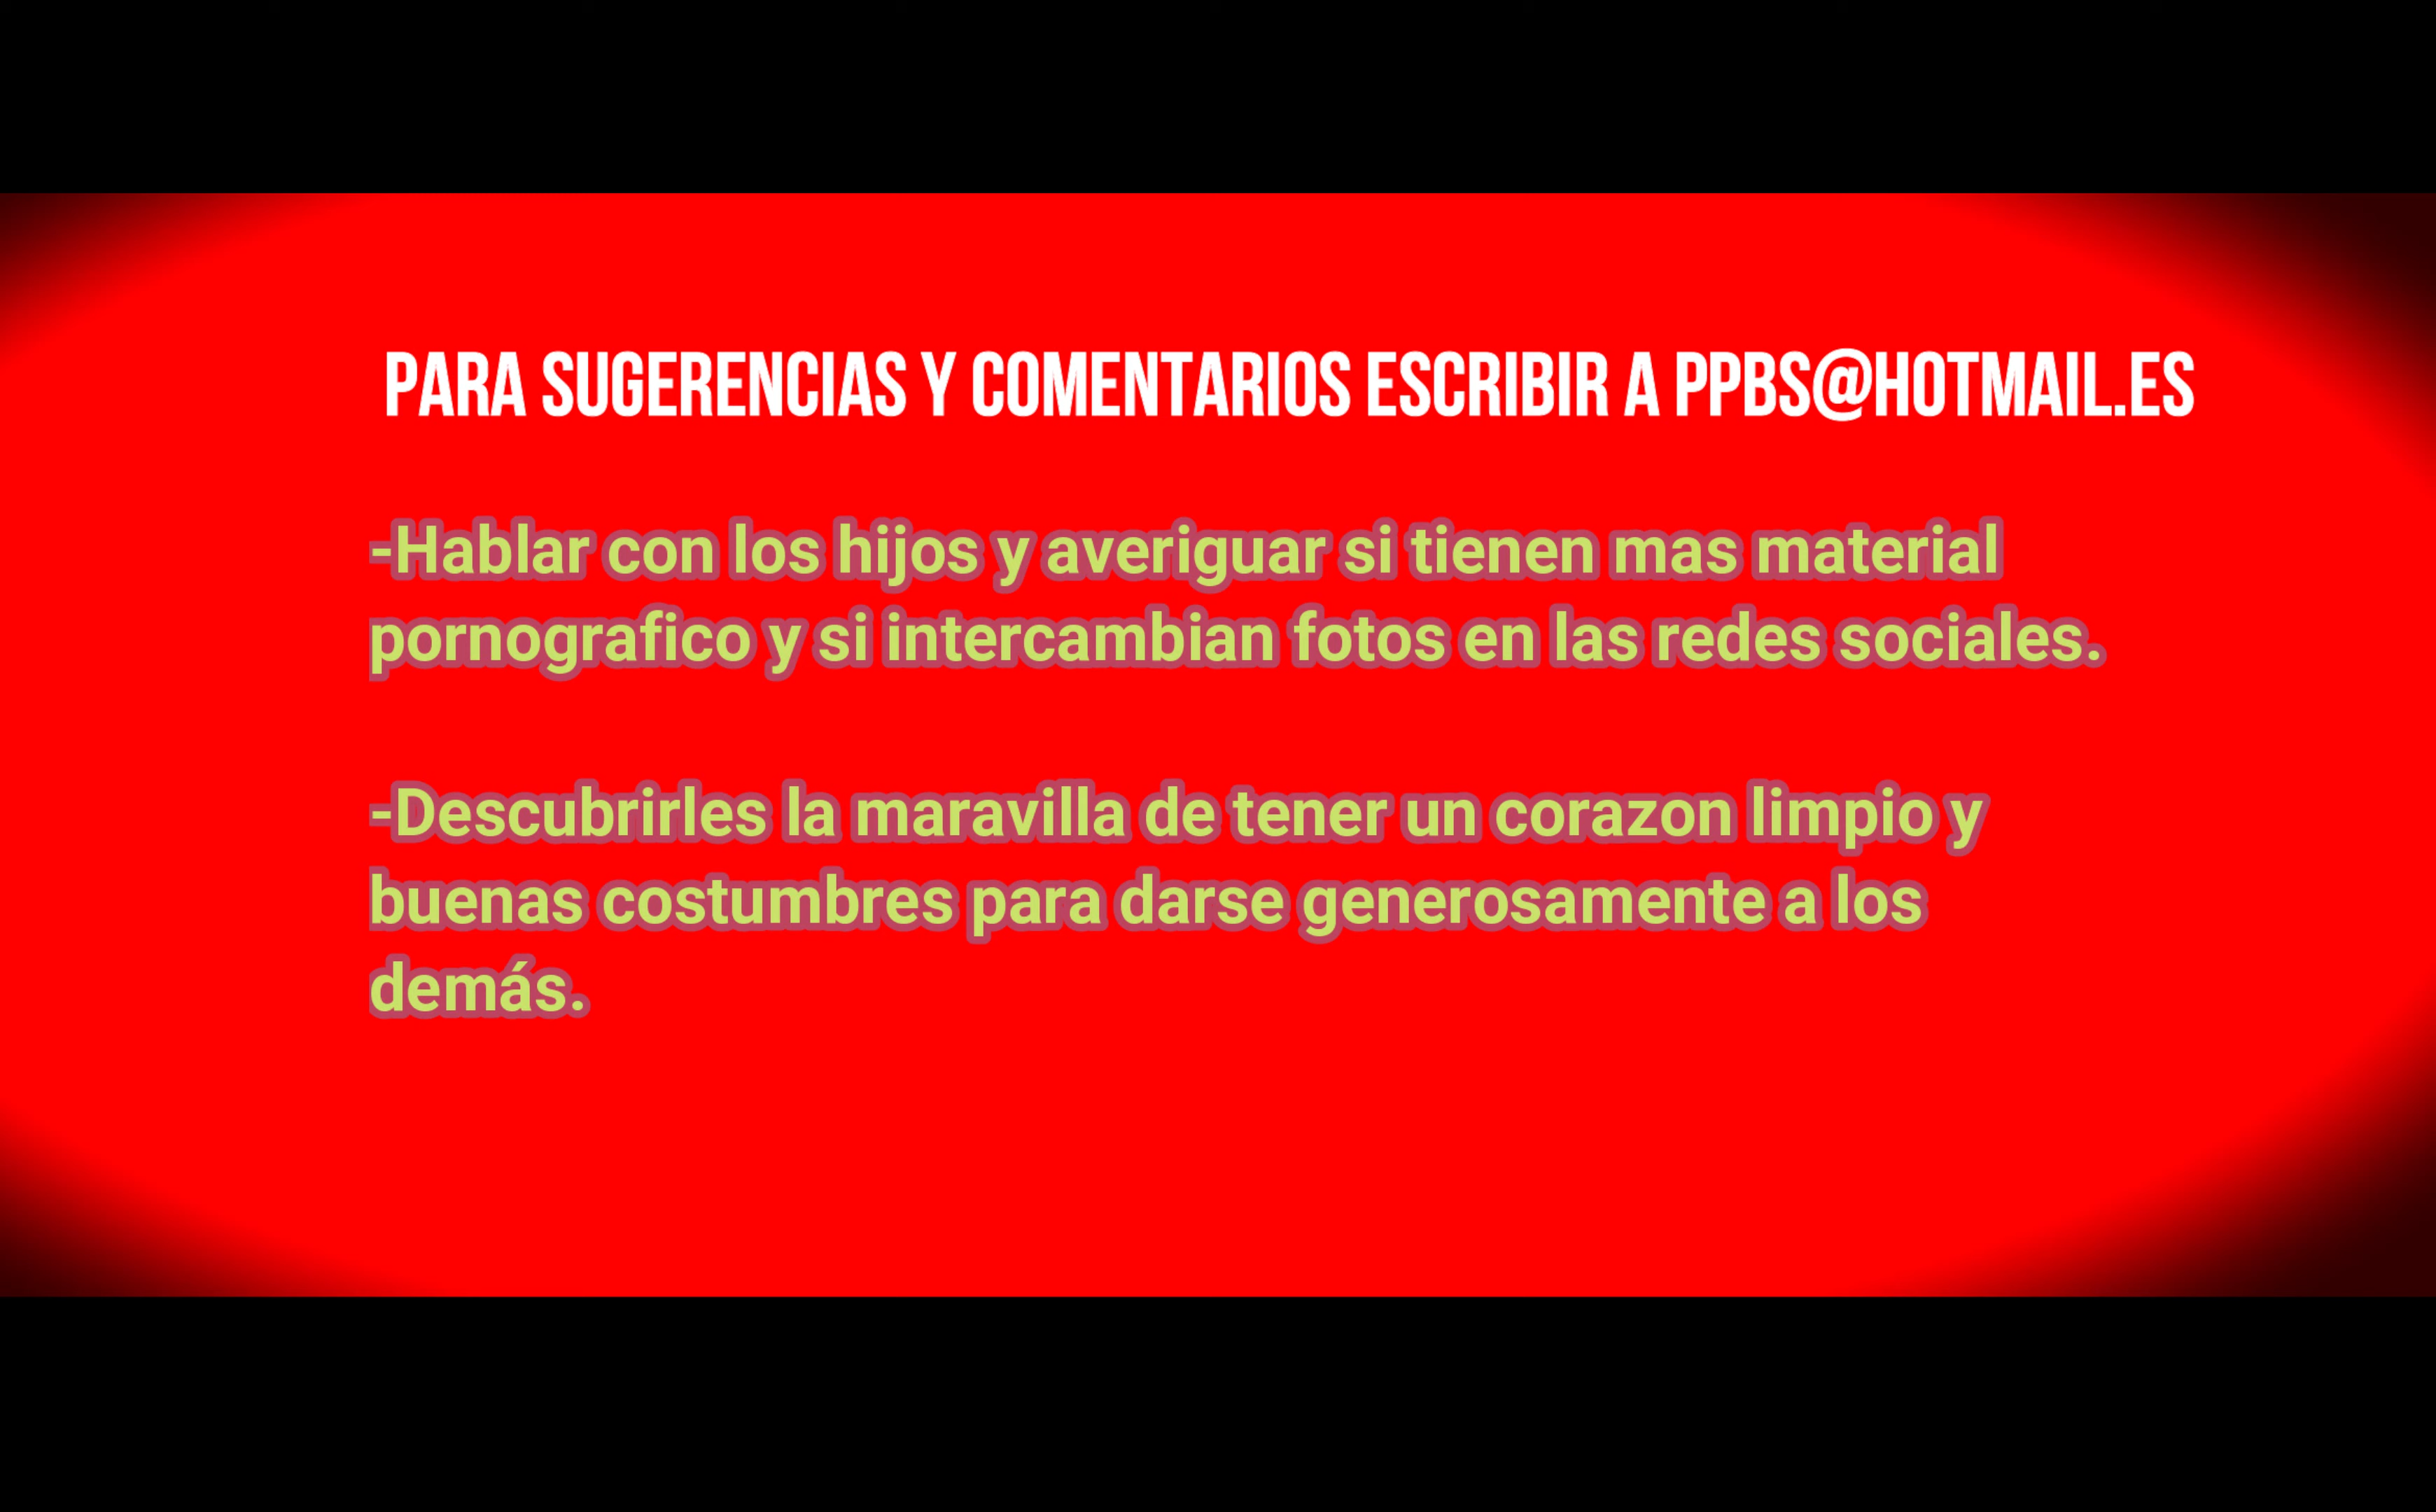 PARA SUGERENCIAS Y COMENTARIOS ESCRIBIR A PPBS@HOTMAIL.ES
-Hablar con los hijos y averiguar si tienen mas material
pornografico y si intercambian fotos en las redes sociales.
-Descubrirles la maravilla de tener un corazon limpio y
buenas costumbres para darse generosamente a los
demás.